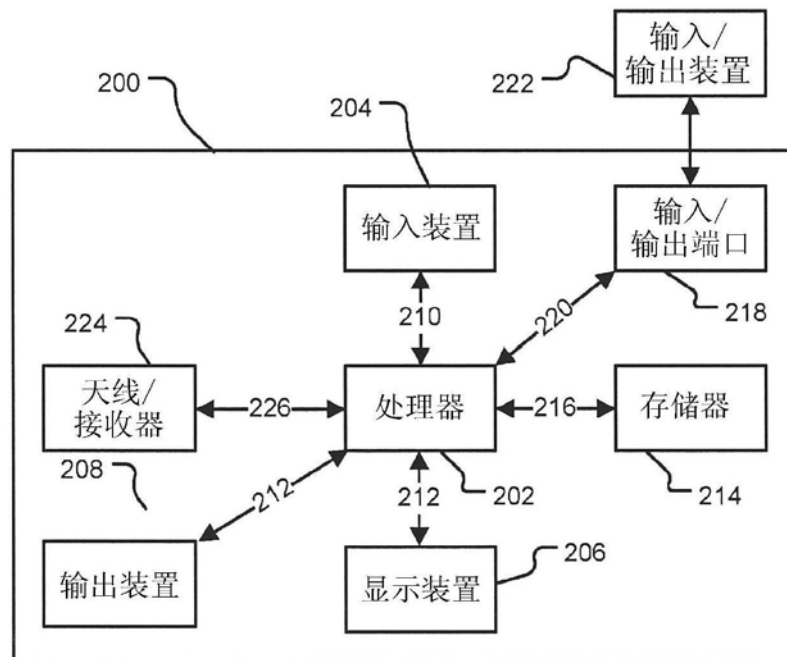 输入/
输出装置
222
200
204
输入装置
输入/
输出端口
218
210
220
224
天线/
接收器
226
处理器
216
存储器
208
212
212
202
214
输出装置
显示装置
206